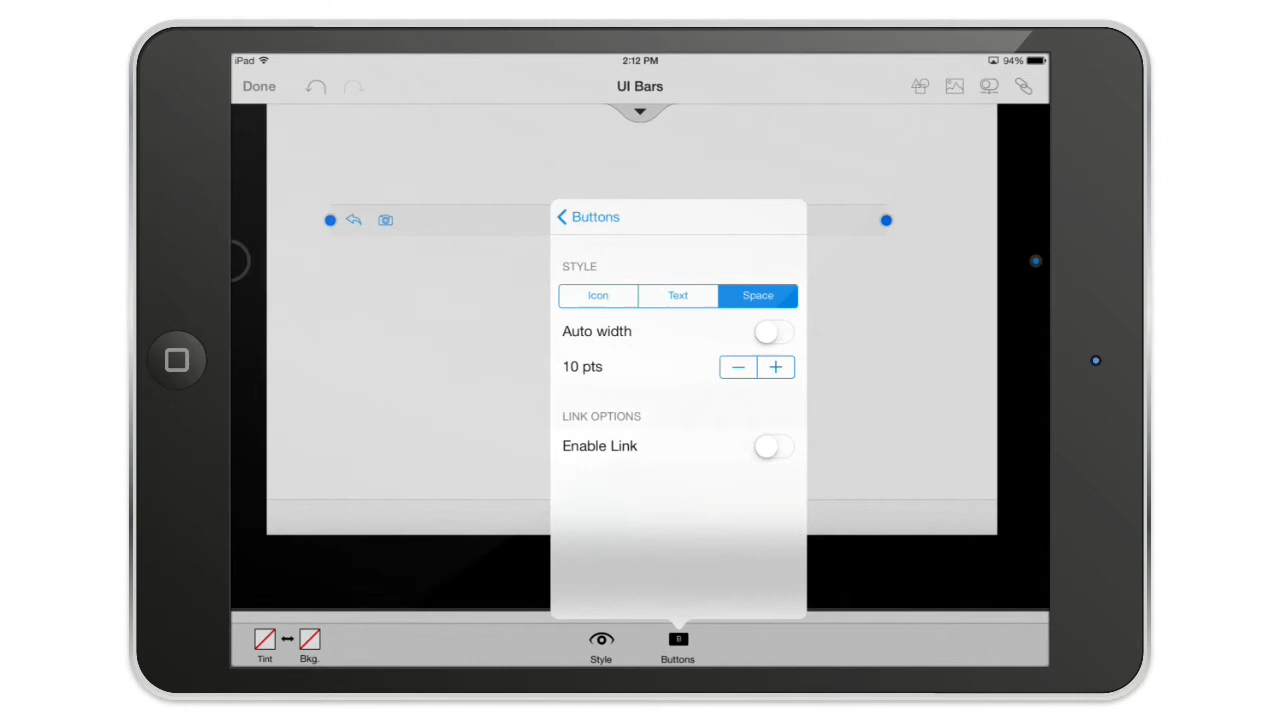 iPad 2:12 PM 94%
Done UI Bars
Buttons
STYLE
Icon Text Space
Auto width
10 pts
LINK OPTIONS
Enable Link
B
Tint Bkg. Style Buttons